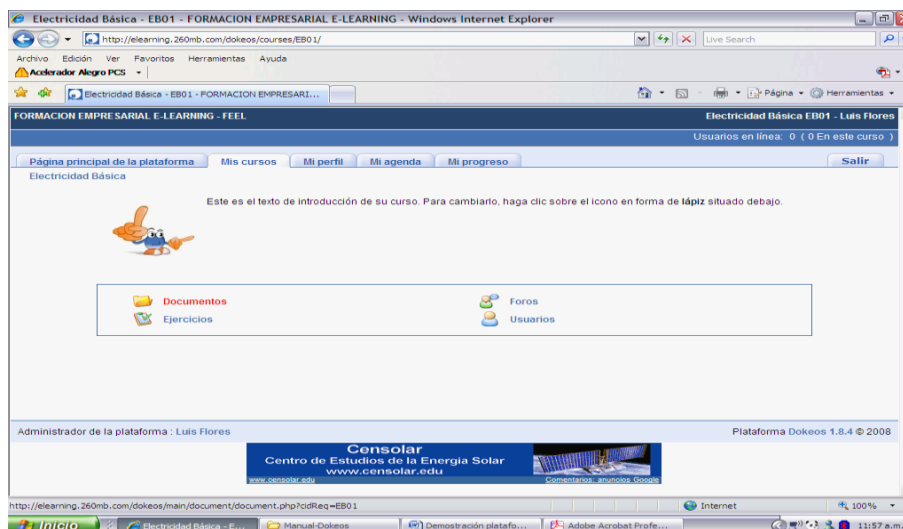 Electricidad Básica - EB01 - FORMACION EMPRESARIAL E-LEARNING - Windows Internet Explorer
http://elearning.260mb.com/dokeos/courses/EB01/
Live Search
Archivo Edición Ver Favoritos Herramientas Ayuda
Acelerador Alegro PCS
Electricidad Básica - EB01 - FORMACION EMPRESARI...
Página Herramientas
FORMACION EMPRESARIAL E-LEARNING - FEEL
Electricidad Básica EB01 - Luis Flores
Usuarios en línea: 0 ( 0 En este curso )
Página principal de la plataforma Mis cursos Mi perfil Mi agenda Mi progreso Salir
Electricidad Básica
Este es el texto de introducción de su curso. Para cambiarlo, haga clic sobre el icono en forma de lápiz situado debajo.
Documentos Foros
Ejercicios Usuarios
Administrador de la plataforma : Luis Flores
Plataforma Dokeos 1.8.4 © 2008
Censolar
Centro de Estudios de la Energia Solar
www.censolar.edu
www.censolar.edu Comentarios: anuncios Google
http://elearning.260mb.com/dokeos/main/document/document.php?cidReq=EB01
Internet 100%
Inicio Electricidad Básica - E... Manual-Dokeos Demostración platafo... Adobe Acrobat Profe... 11:57 a.m.